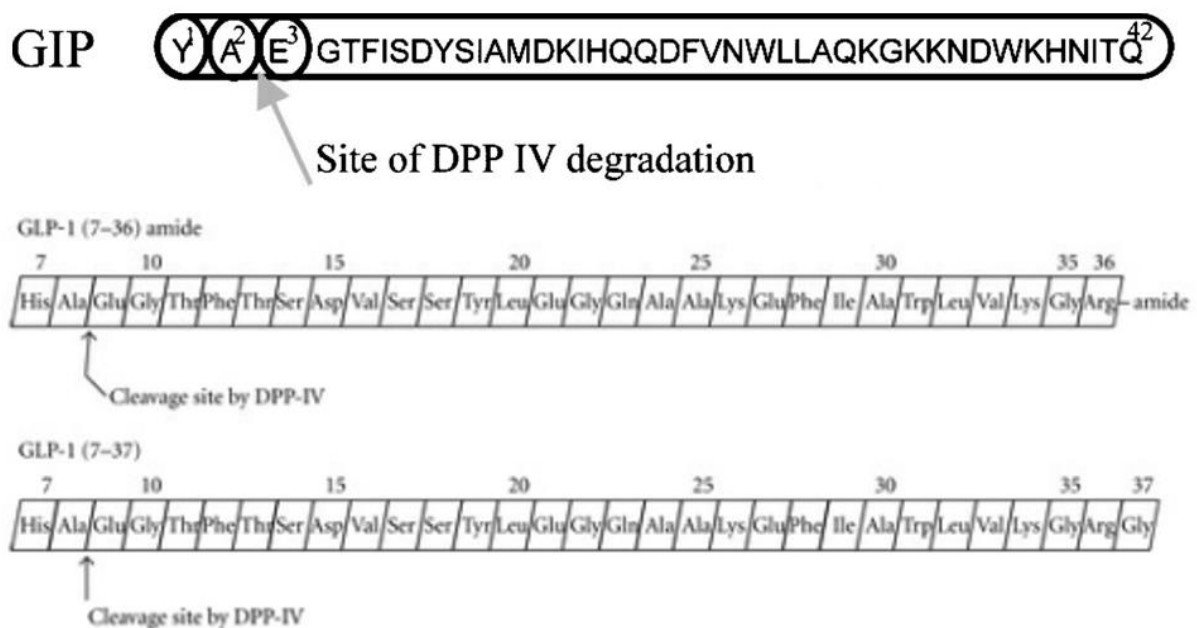 GIP Y1 A2 E3 GTFISDYSIAMDKIHQQDFVNWLLAQKGKKNDWKHNITQ 42
Site of DPP IV degradation
GLP-1 (7–36) amide
7 10 15 20 25 30 35 36
His Ala Glu Gly Thr Phe Thr Ser Asp Val Ser Ser Tyr Leu Glu Gly Gln Ala Ala Lys Glu Phe Ile Ala Trp Leu Val Lys Gly Arg – amide
Cleavage site by DPP-IV
GLP-1 (7–37)
7 10 15 20 25 30 35 37
His Ala Glu Gly Thr Phe Thr Ser Asp Val Ser Ser Tyr Leu Glu Gly Gln Ala Ala Lys Glu Phe Ile Ala Trp Leu Val Lys Gly Arg Gly
Cleavage site by DPP-IV